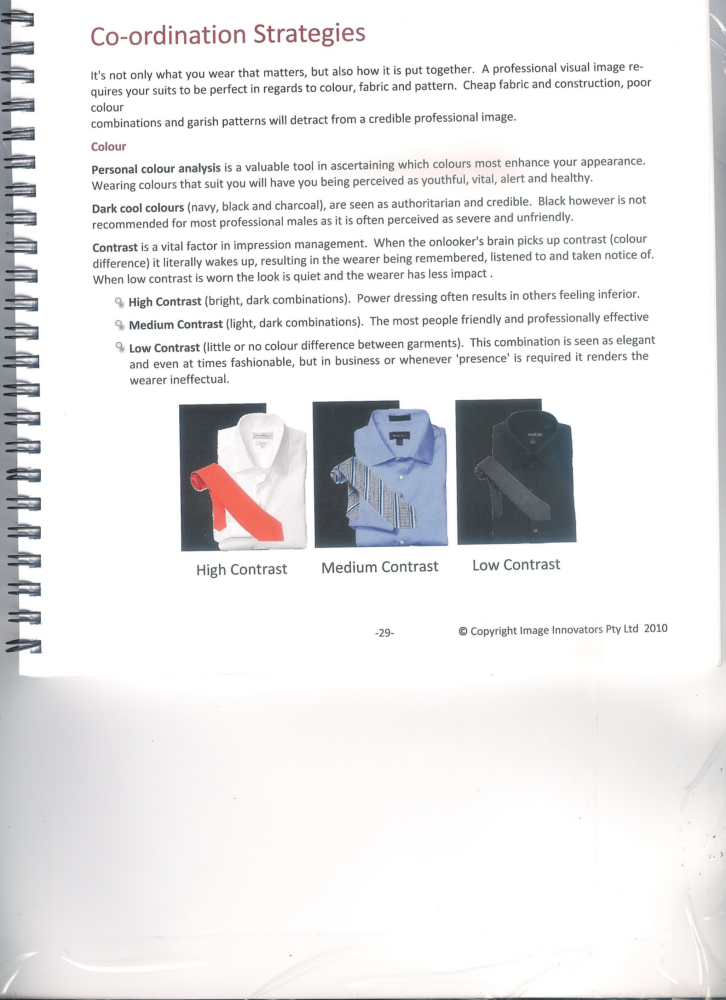 Co-ordination Strategies
It's not only what you wear that matters, but also how it is put together. A professional visual image re-
quires your suits to be perfect in regards to colour, fabric and pattern. Cheap fabric and construction, poor
colour
combinations and garish patterns will detract from a credible professional image.
Colour
Personal colour analysis is a valuable tool in ascertaining which colours most enhance your appearance.
Wearing colours that suit you will have you being perceived as youthful, vital, alert and healthy.
Dark cool colours (navy, black and charcoal), are seen as authoritarian and credible. Black however is not
recommended for most professional males as it is often perceived as severe and unfriendly.
Contrast is a vital factor in impression management. When the onlooker's brain picks up contrast (colour
difference) it literally wakes up, resulting in the wearer being remembered, listened to and taken notice of.
When low contrast is worn the look is quiet and the wearer has less impact .
High Contrast (bright, dark combinations). Power dressing often results in others feeling inferior.
Medium Contrast (light, dark combinations). The most people friendly and professionally effective
Low Contrast (little or no colour difference between garments). This combination is seen as elegant
and even at times fashionable, but in business or whenever 'presence' is required it renders the
wearer ineffectual.
UNLISTED
High Contrast
Medium Contrast
Low Contrast
-29-
© Copyright Image Innovators Pty Ltd 2010